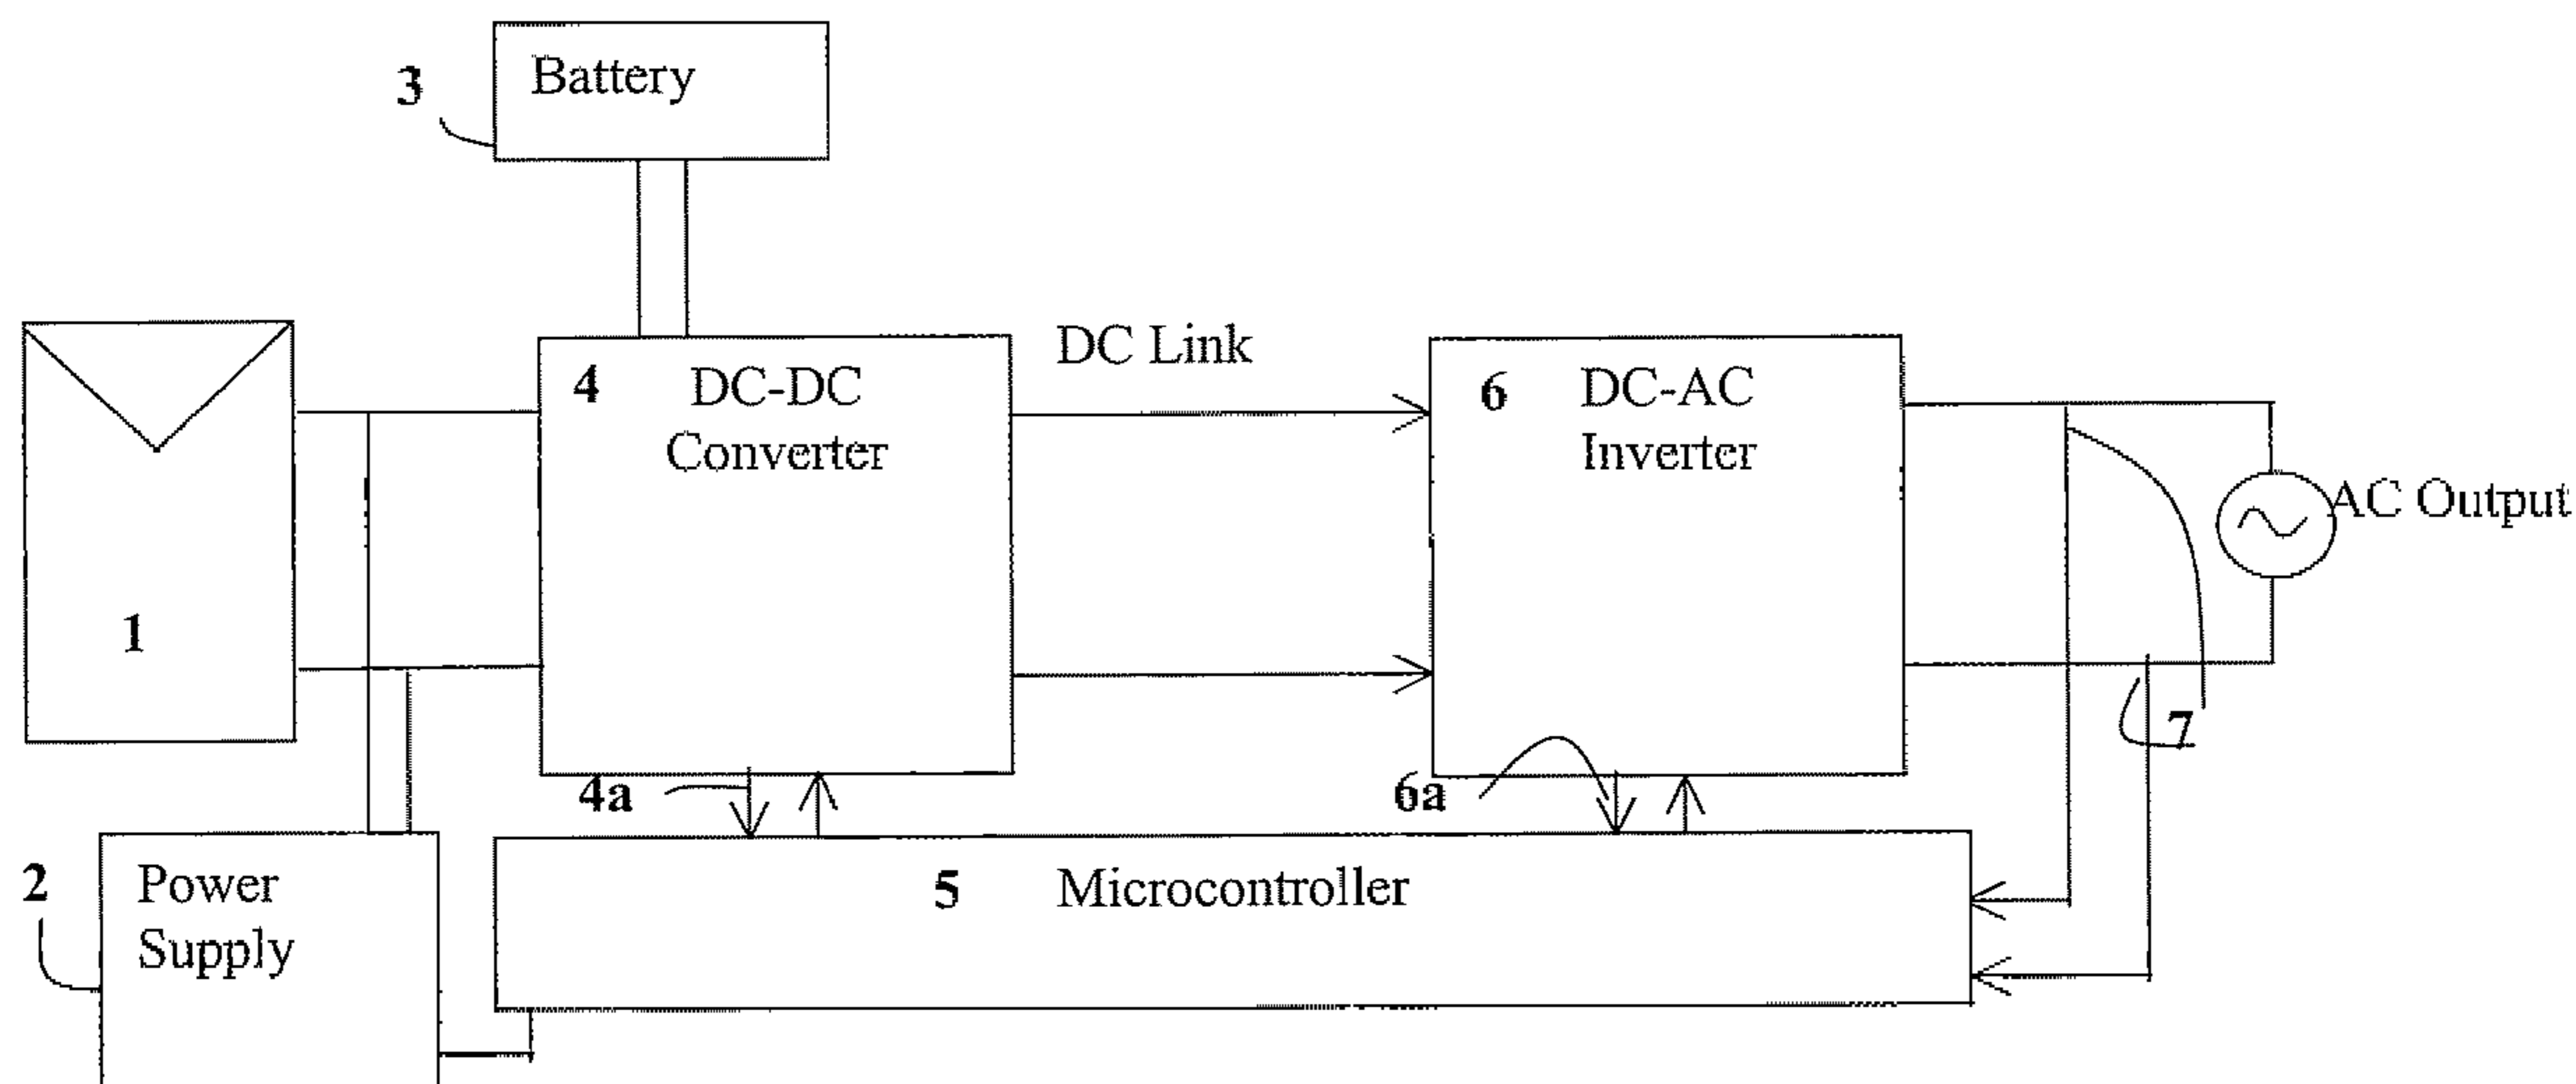 3
Battery
DC Link
4
DC-DC
Converter
6
DC-AC
Inverter
AC Output
1
7
4a
6a
2
Power
Supply
5
Microcontroller